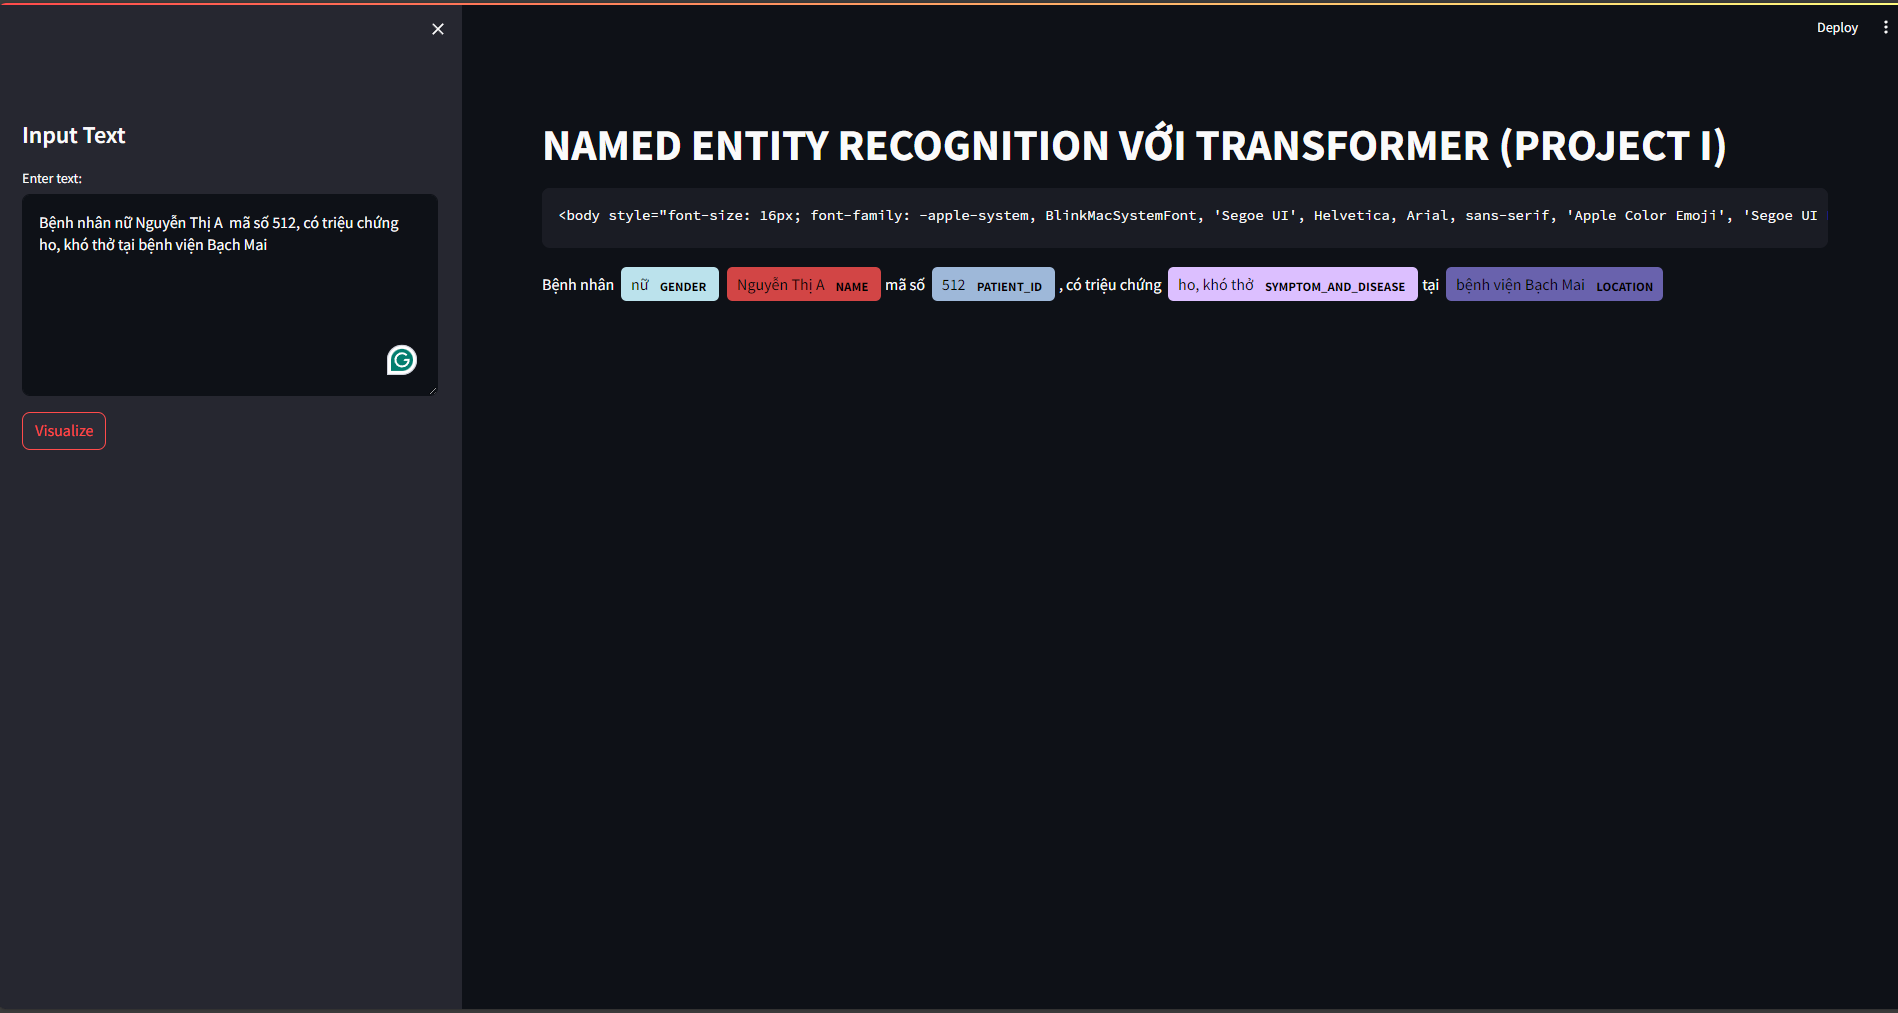 Deploy
Input Text
Enter text:
Bệnh nhân nữ Nguyễn Thị A  mã số 512, có triệu chứng
ho, khó thở tại bệnh viện Bạch Mai
Visualize
NAMED ENTITY RECOGNITION VỚI TRANSFORMER (PROJECT I)
<body style="font-size: 16px; font-family: -apple-system, BlinkMacSystemFont, 'Segoe UI', Helvetica, Arial, sans-serif, 'Apple Color Emoji', 'Segoe UI
Bệnh nhân nữ GENDER Nguyễn Thị A NAME mã số 512 PATIENT_ID , có triệu chứng ho, khó thở SYMPTOM_AND_DISEASE tại bệnh viện Bạch Mai LOCATION